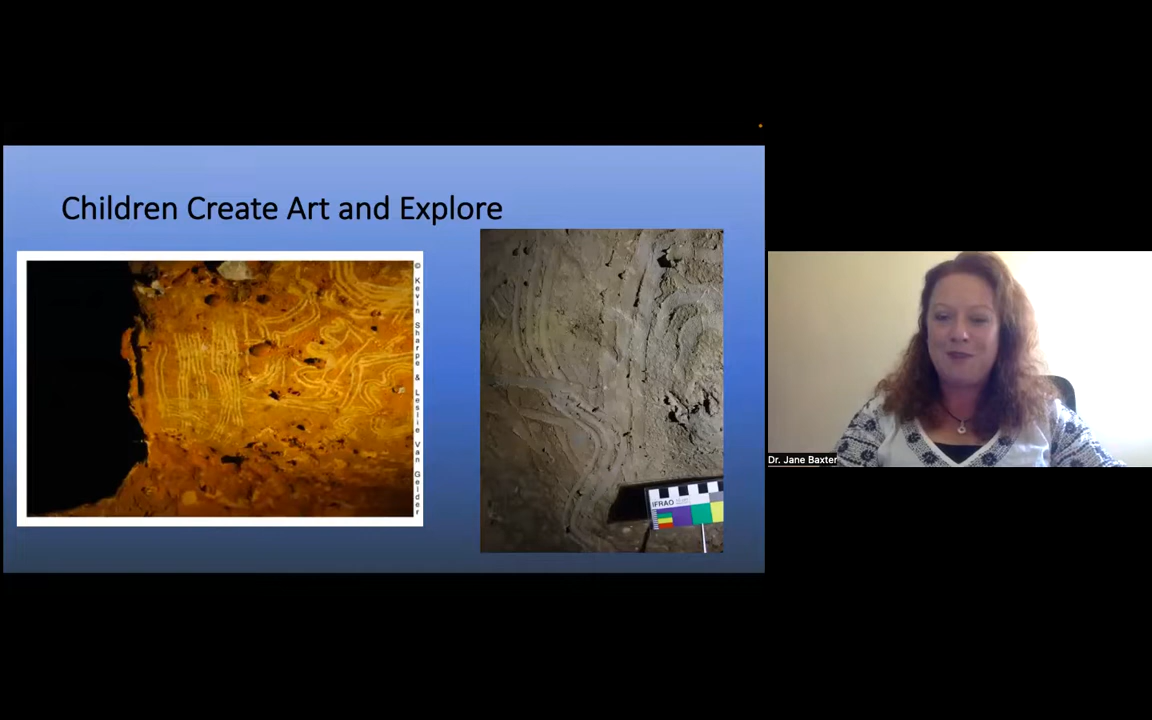 Children Create Art and Explore
© Kevin Sharpe & Leslie Van Gelder
IFRAO
Dr. Jane Baxter